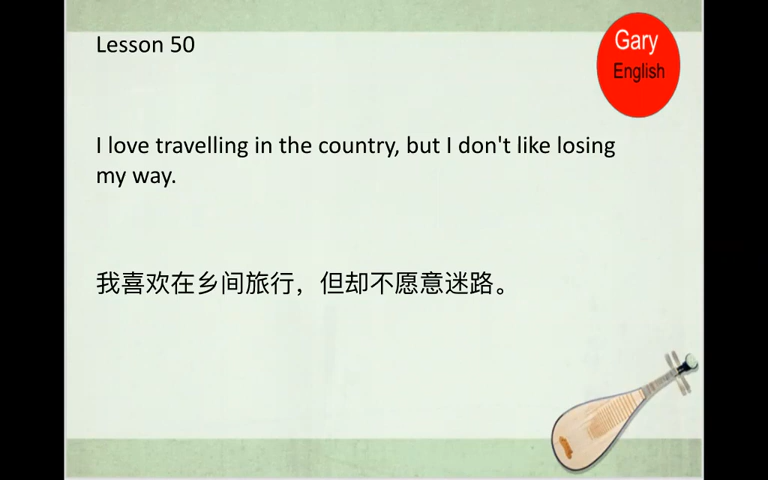 Lesson 50
Gary
English
I love travelling in the country, but I don't like losing
my way.
我喜欢在乡间旅行，但却不愿意迷路。